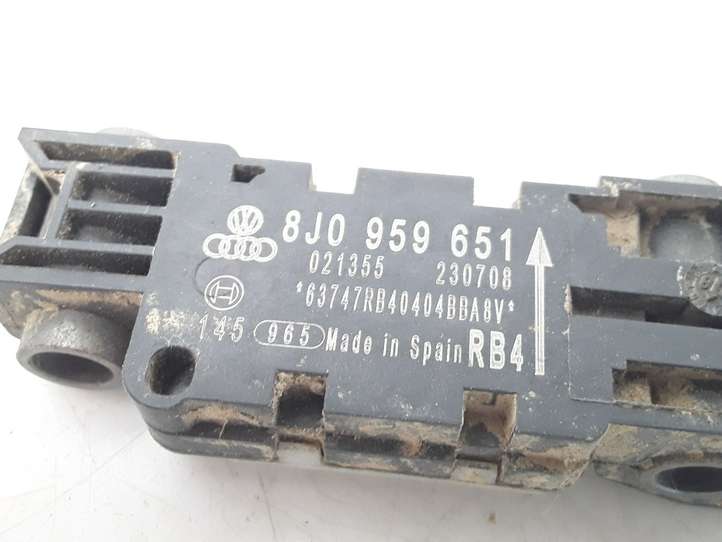 8J0 959 651
021355 230708
*63747RB40404BBA8V*
145 965 Made in Spain RB4